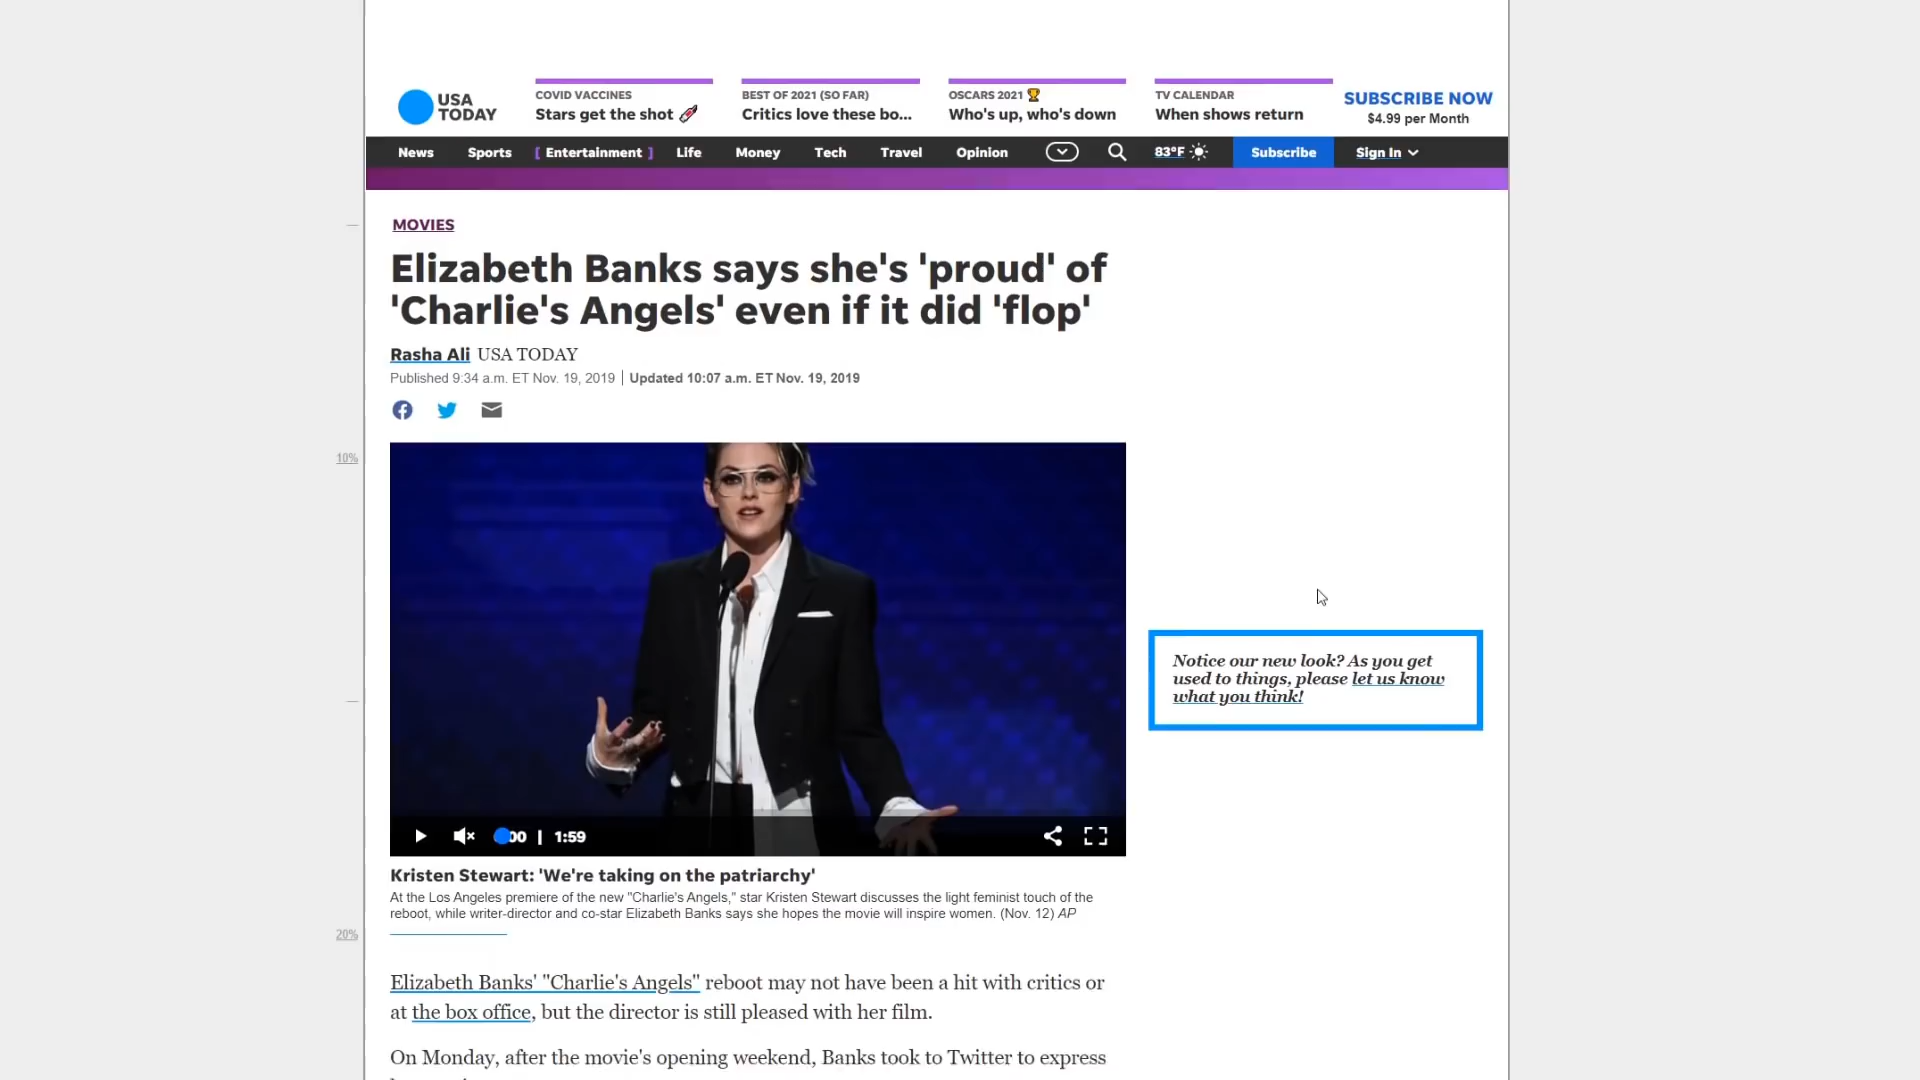 USA
TODAY
COVID VACCINES
Stars get the shot
BEST OF 2021 (SO FAR)
Critics love these bo...
OSCARS 2021
Who's up, who's down
TV CALENDAR
When shows return
SUBSCRIBE NOW
$4.99 per Month
News Sports [ Entertainment ] Life Money Tech Travel Opinion 83°F Subscribe Sign In
MOVIES
Elizabeth Banks says she's 'proud' of
'Charlie's Angels' even if it did 'flop'
Rasha Ali USA TODAY
Published 9:34 a.m. ET Nov. 19, 2019 | Updated 10:07 a.m. ET Nov. 19, 2019
10%
Notice our new look? As you get
used to things, please let us know
what you think!
00 | 1:59
Kristen Stewart: 'We're taking on the patriarchy'
At the Los Angeles premiere of the new "Charlie's Angels," star Kristen Stewart discusses the light feminist touch of the
reboot, while writer-director and co-star Elizabeth Banks says she hopes the movie will inspire women. (Nov. 12) AP
20%
Elizabeth Banks' "Charlie's Angels" reboot may not have been a hit with critics or
at the box office, but the director is still pleased with her film.
On Monday, after the movie's opening weekend, Banks took to Twitter to express